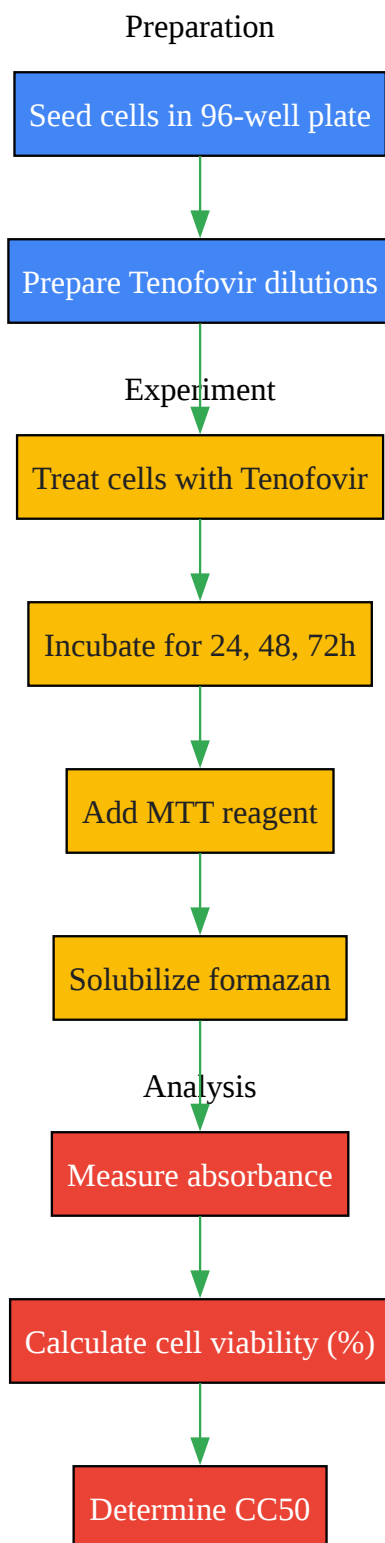 Preparation
Seed cells in 96-well plate
Prepare Tenofovir dilutions
Experiment
Treat cells with Tenofovir
Incubate for 24, 48, 72h
Add MTT reagent
Solubilize formazan
Analysis
Measure absorbance
Calculate cell viability (%)
Determine CC50